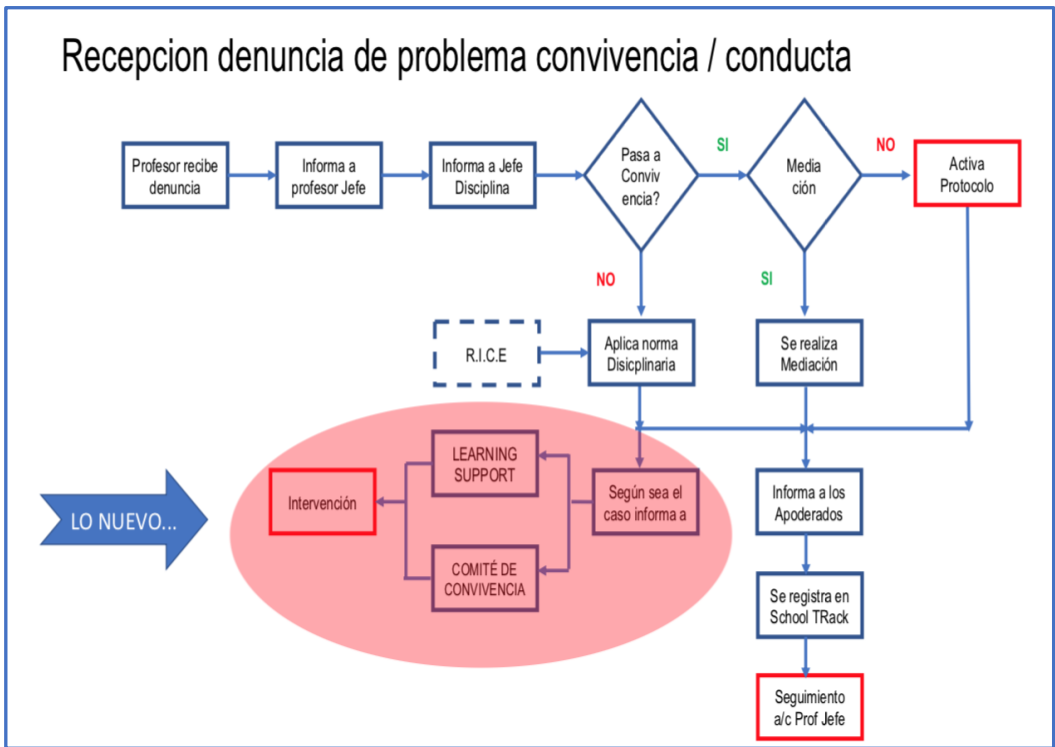 Recepcion denuncia de problema convivencia / conducta
Profesor recibe
denuncia
Informa a
profesor Jefe
Informa a Jefe
Disciplina
Pasa a
Conviv
encia?
SI
Media
ción
NO
Activa
Protocolo
NO
SI
R.I.C.E
Aplica norma
Disicplinaria
Se realiza
Mediación
LO NUEVO...
Intervención
LEARNING
SUPPORT
COMITÉ DE
CONVIVENCIA
Según sea el
caso informa a
Informa a los
Apoderados
Se registra en
School TRack
Seguimiento
a/c Prof Jefe